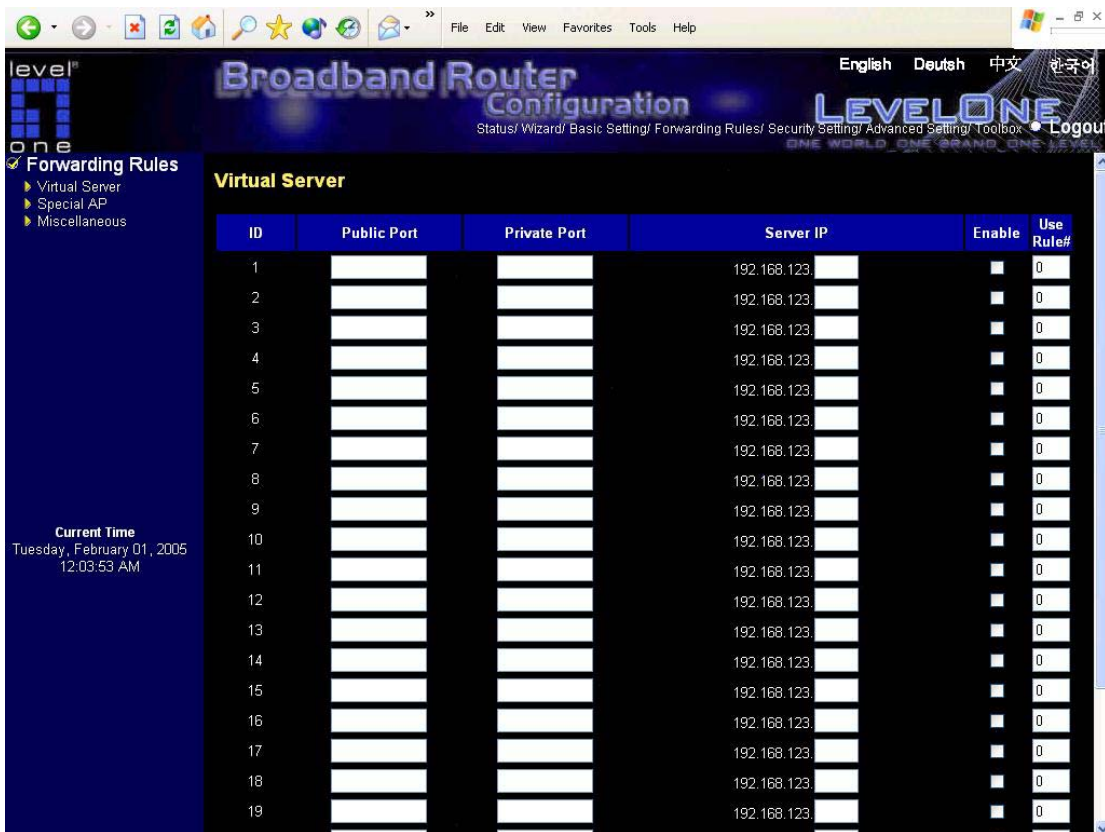 » File Edit View Favorites Tools Help
level®
one
Broadband Router
Configuration
English Deutsh 中文 한국어
LEVELONE
Status/ Wizard/ Basic Setting/ Forwarding Rules/ Security Setting/ Advanced Setting/ Toolbox Logout
ONE WORLD_ONE BRAND_ONE LEVEL
Forwarding Rules
Virtual Server
Special AP
Miscellaneous
Current Time
Tuesday, February 01, 2005
12:03:53 AM
Virtual Server
ID Public Port Private Port Server IP Enable Use Rule#
1 192.168.123. 0
2 192.168.123. 0
3 192.168.123. 0
4 192.168.123. 0
5 192.168.123. 0
6 192.168.123. 0
7 192.168.123. 0
8 192.168.123. 0
9 192.168.123. 0
10 192.168.123. 0
11 192.168.123. 0
12 192.168.123. 0
13 192.168.123. 0
14 192.168.123. 0
15 192.168.123. 0
16 192.168.123. 0
17 192.168.123. 0
18 192.168.123. 0
19 192.168.123. 0